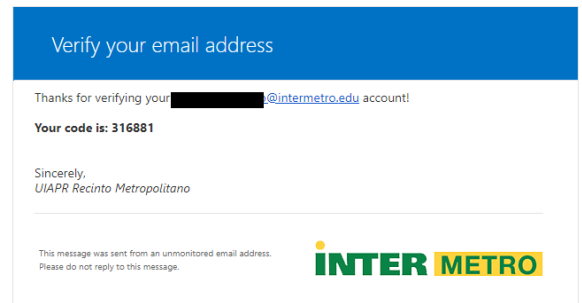 Verify your email address
Thanks for verifying your @intermetro.edu account!
Your code is: 316881
Sincerely,
UIAPR Recinto Metropolitano
This message was sent from an unmonitored email address.
Please do not reply to this message.
INTER METRO